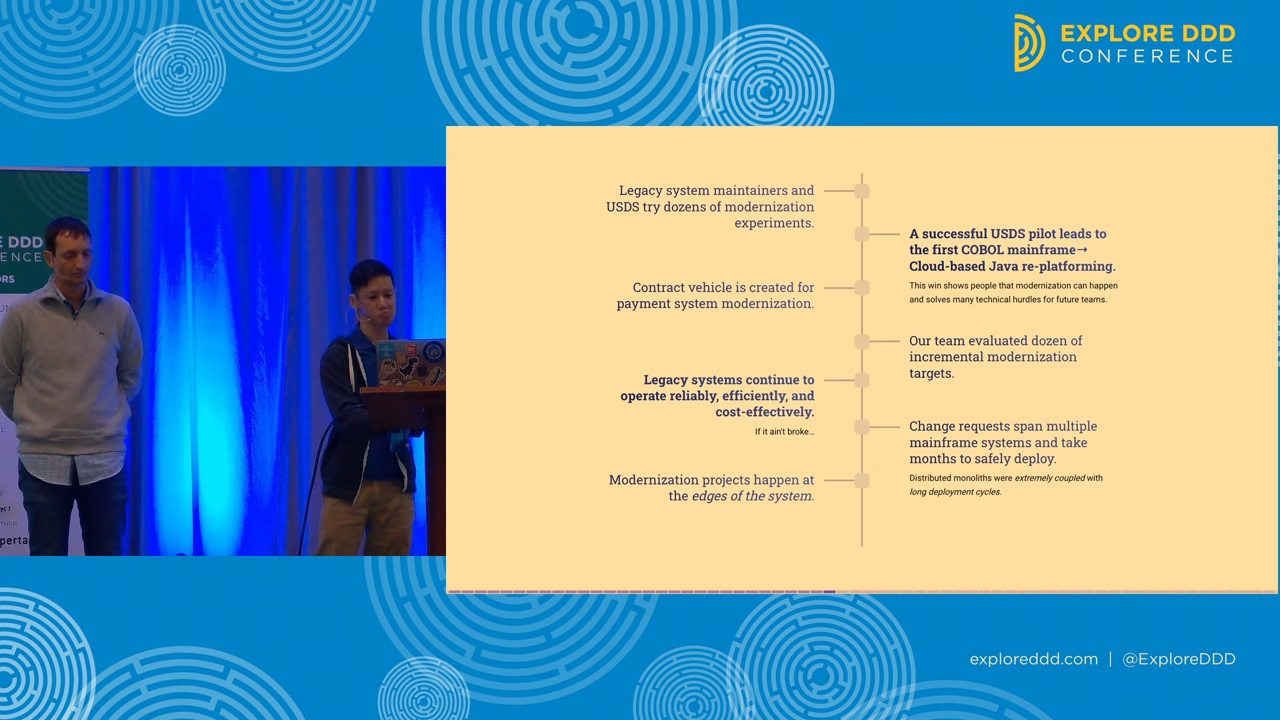 EXPLORE DDD
CONFERENCE
E DDD
ENCE
ORS
perta
Legacy system maintainers and
USDS try dozens of modernization
experiments.
A successful USDS pilot leads to
the first COBOL mainframe→
Cloud-based Java re-platforming.
This win shows people that modernization can happen
and solves many technical hurdles for future teams.
Contract vehicle is created for
payment system modernization.
Our team evaluated dozen of
incremental modernization
targets.
Legacy systems continue to
operate reliably, efficiently, and
cost-effectively.
If it ain't broke...
Change requests span multiple
mainframe systems and take
months to safely deploy.
Distributed monoliths were extremely coupled with
long deployment cycles.
Modernization projects happen at
the edges of the system.
exploreddd.com | @ExploreDDD